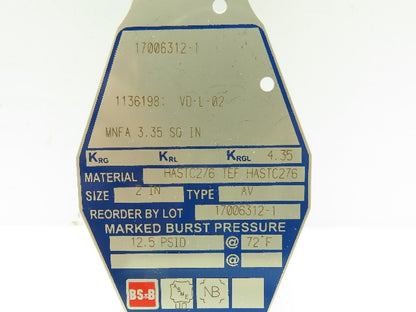 17006312-1
1136198: VD-L-02
MNFA 3.35 SQ IN
KRG KRL KRGL 4.35
MATERIAL HASTC276 TEF HASTC276
SIZE 2 IN TYPE AV
REORDER BY LOT 17006312-1
MARKED BURST PRESSURE
12.5 PSID @ 72°F
@
BS&B NB
UD